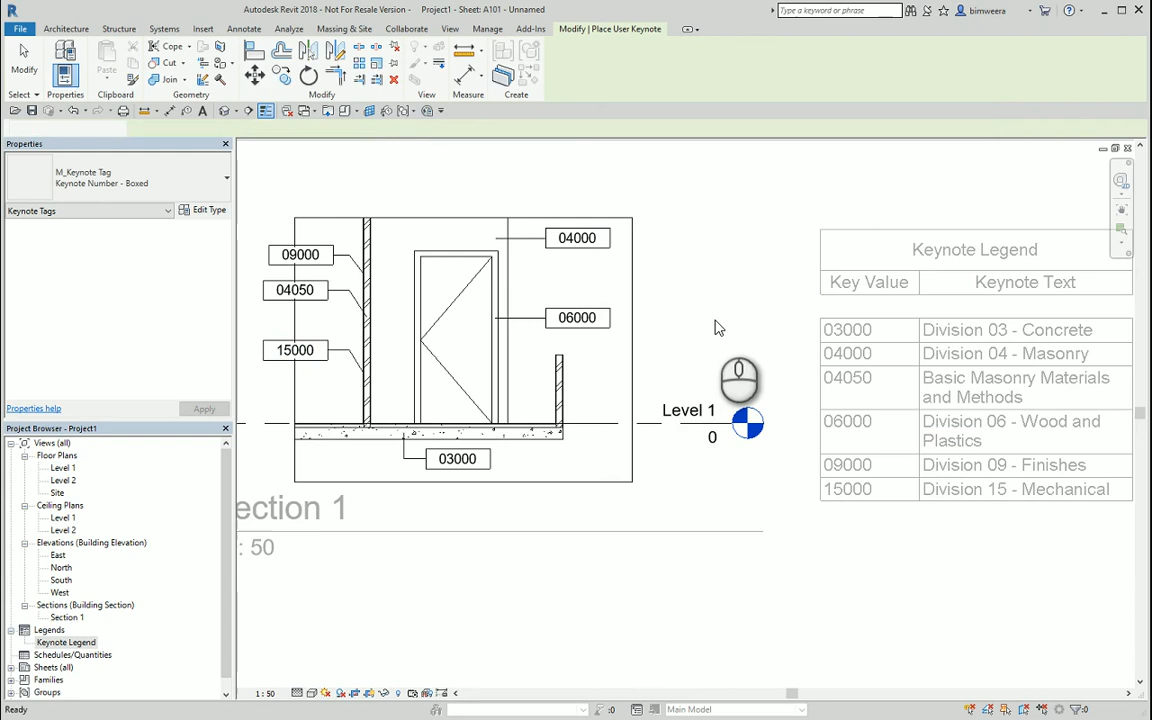 Autodesk Revit 2018 - Not For Resale Version - Project1 - Sheet: A101 - Unnamed
Type a keyword or phrase
bimweera
File
Architecture
Structure
Systems
Insert
Annotate
Analyze
Massing & Site
Collaborate
View
Manage
Add-Ins
Modify | Place User Keynote
Modify
Paste
Cope
Cut
Join
Select
Properties
Clipboard
Geometry
Modify
View
Measure
Create
Properties
M_Keynote Tag
Keynote Number - Boxed
Keynote Tags
Edit Type
Properties help
Apply
Project Browser - Project1
Views (all)
Floor Plans
Level 1
Level 2
Site
Ceiling Plans
Level 1
Level 2
Elevations (Building Elevation)
East
North
South
West
Sections (Building Section)
Section 1
Legends
Keynote Legend
Schedules/Quantities
Sheets (all)
Families
Groups
09000
04050
15000
04000
06000
03000
Level 1
0
ection 1
: 50
Keynote Legend
Key Value Keynote Text
03000 Division 03 - Concrete
04000 Division 04 - Masonry
04050 Basic Masonry Materials
and Methods
06000 Division 06 - Wood and
Plastics
09000 Division 09 - Finishes
15000 Division 15 - Mechanical
1 : 50
Ready
:0
Main Model
:0